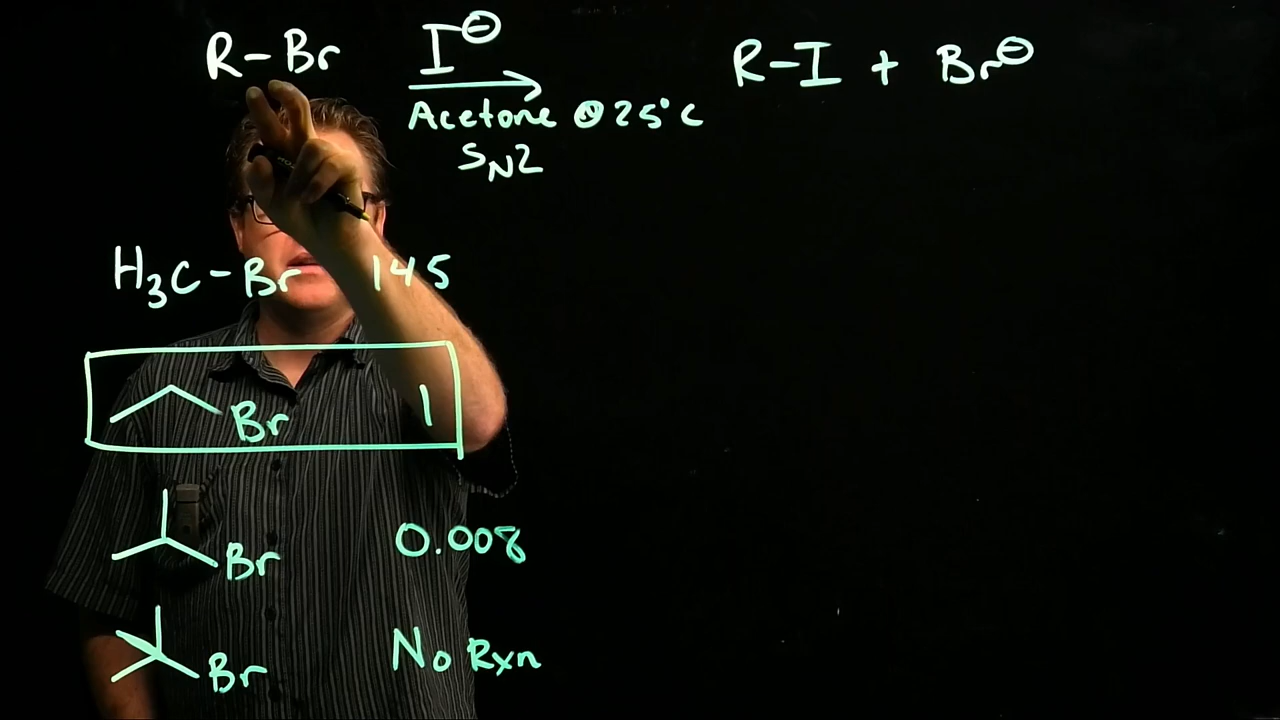 R-Br I⊖ R-I + Br⊖
Acetone @ 25°C
SN2
H3C-Br 145
Br 1
Br 0.008
Br No Rxn